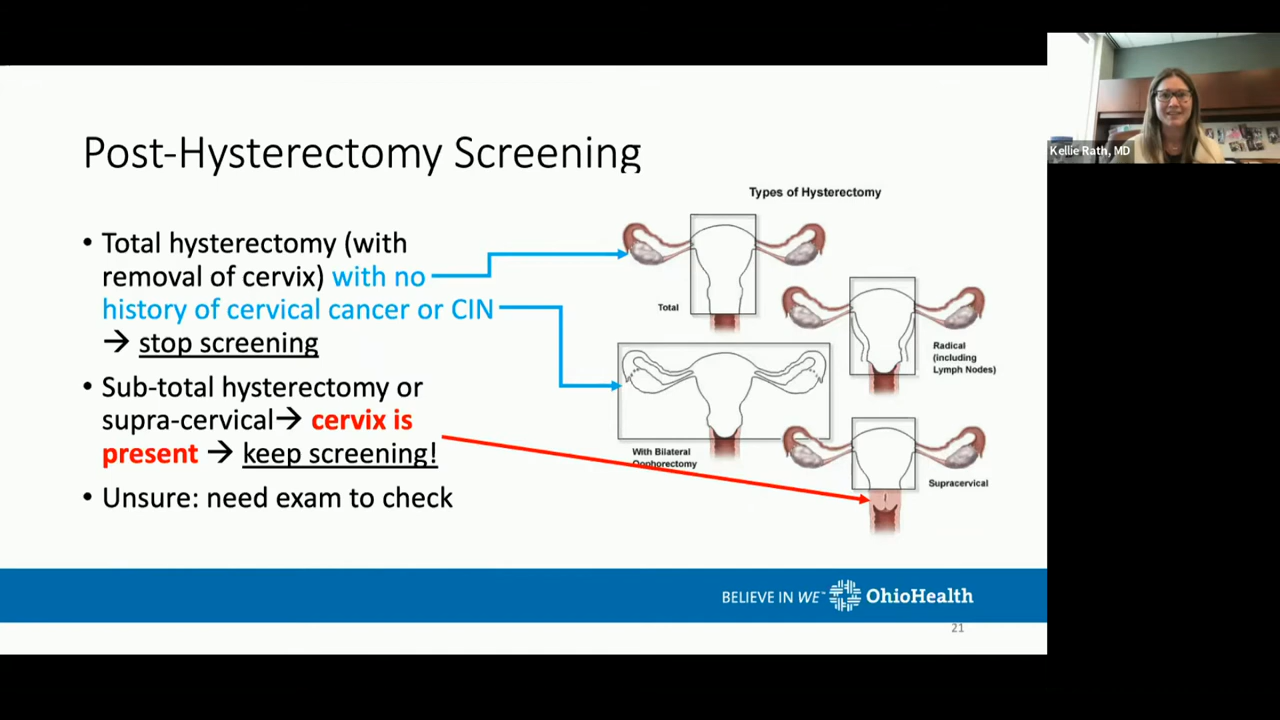 Post-Hysterectomy Screening
• Total hysterectomy (with
removal of cervix) with no
history of cervical cancer or CIN
→ stop screening
• Sub-total hysterectomy or
supra-cervical→ cervix is
present → keep screening!
• Unsure: need exam to check
Types of Hysterectomy
Total
Radical
(including
Lymph Nodes)
With Bilateral
Oophorectomy
Supracervical
BELIEVE IN WE™ OhioHealth
21
Kellie Rath, MD